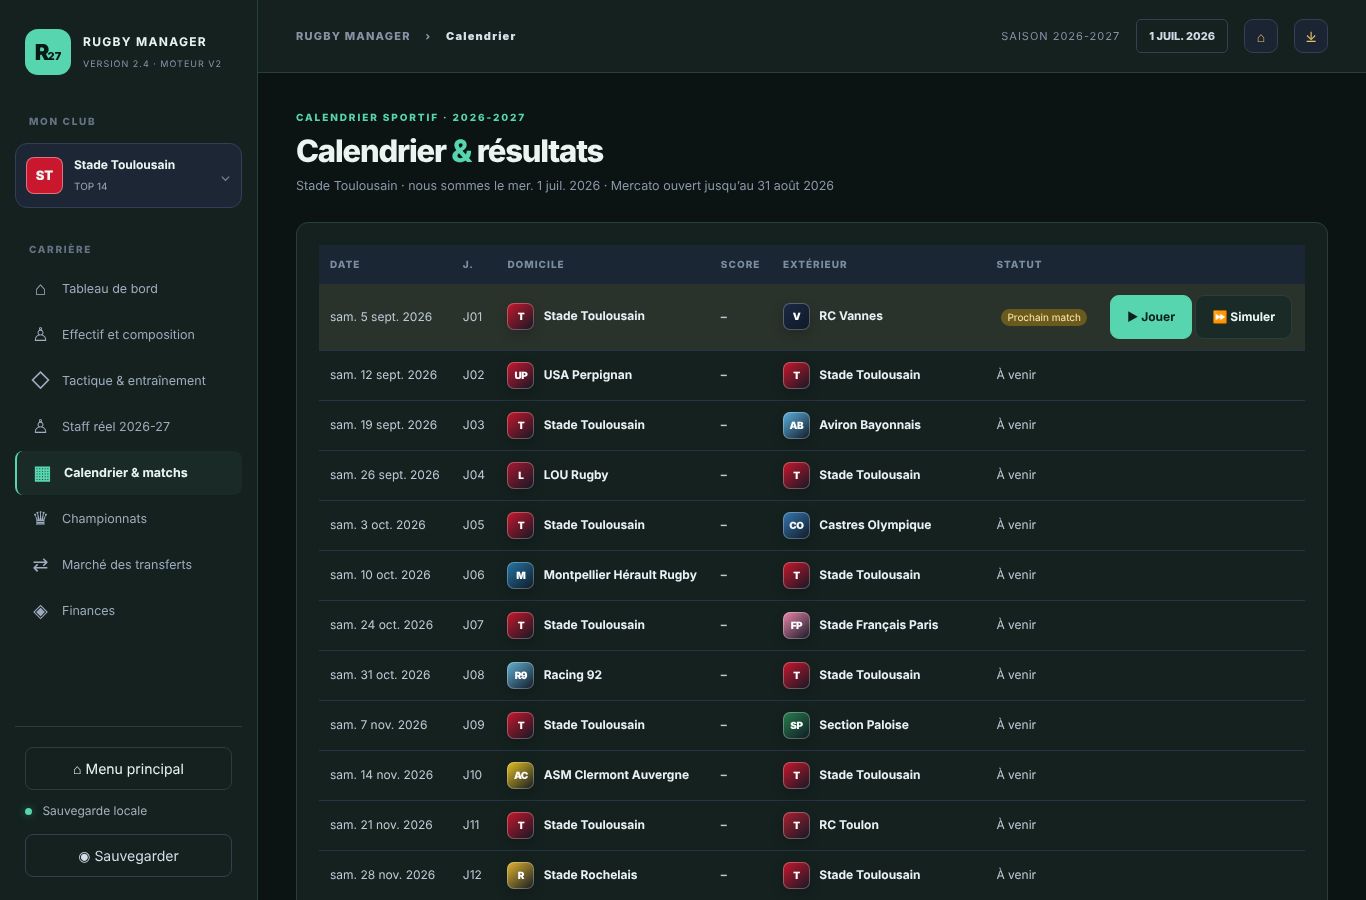 R27
RUGBY MANAGER
VERSION 2.4 · MOTEUR V2
MON CLUB
ST
Stade Toulousain
TOP 14
CARRIÈRE
Tableau de bord
Effectif et composition
Tactique & entraînement
Staff réel 2026-27
Calendrier & matchs
Championnats
Marché des transferts
Finances
Menu principal
Sauvegarde locale
Sauvegarder
RUGBY MANAGER › Calendrier
SAISON 2026-2027
1 JUIL. 2026
CALENDRIER SPORTIF · 2026-2027
Calendrier & résultats
Stade Toulousain · nous sommes le mer. 1 juil. 2026 · Mercato ouvert jusqu'au 31 août 2026
DATE J. DOMICILE SCORE EXTÉRIEUR STATUT
sam. 5 sept. 2026 J01 T Stade Toulousain – V RC Vannes Prochain match ▶ Jouer ⏩ Simuler
sam. 12 sept. 2026 J02 UP USA Perpignan – T Stade Toulousain À venir
sam. 19 sept. 2026 J03 T Stade Toulousain – AB Aviron Bayonnais À venir
sam. 26 sept. 2026 J04 L LOU Rugby – T Stade Toulousain À venir
sam. 3 oct. 2026 J05 T Stade Toulousain – CO Castres Olympique À venir
sam. 10 oct. 2026 J06 M Montpellier Hérault Rugby – T Stade Toulousain À venir
sam. 24 oct. 2026 J07 T Stade Toulousain – FP Stade Français Paris À venir
sam. 31 oct. 2026 J08 R9 Racing 92 – T Stade Toulousain À venir
sam. 7 nov. 2026 J09 T Stade Toulousain – SP Section Paloise À venir
sam. 14 nov. 2026 J10 AC ASM Clermont Auvergne – T Stade Toulousain À venir
sam. 21 nov. 2026 J11 T Stade Toulousain – T RC Toulon À venir
sam. 28 nov. 2026 J12 R Stade Rochelais – T Stade Toulousain À venir